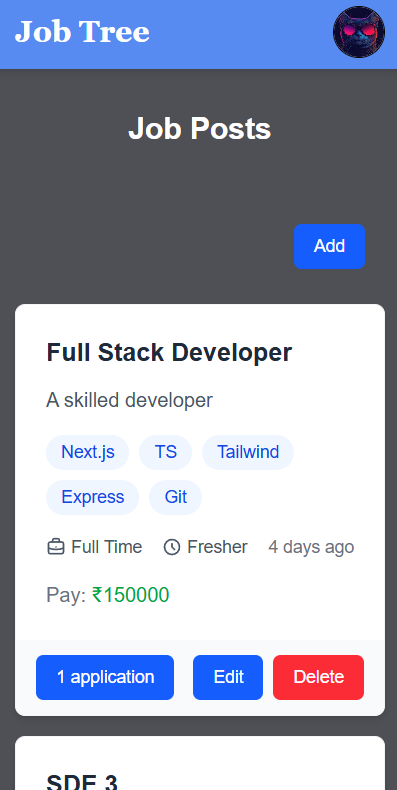 Job Tree
Job Posts
Add
Full Stack Developer
A skilled developer
Next.js TS Tailwind
Express Git
Full Time Fresher 4 days ago
Pay: ₹150000
1 application Edit Delete
SDE 3